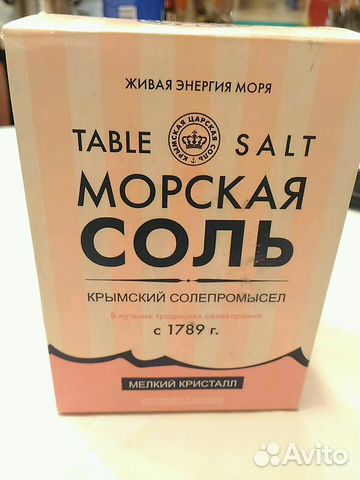 ЖИВАЯ ЭНЕРГИЯ МОРЯ
TABLE SALT
КРЫМСКАЯ ЦАРСКАЯ СОЛЬ
МОРСКАЯ
СОЛЬ
КРЫМСКИЙ СОЛЕПРОМЫСЕЛ
В лучших традициях солеварения
с 1789 г.
МЕЛКИЙ КРИСТАЛЛ
Avito